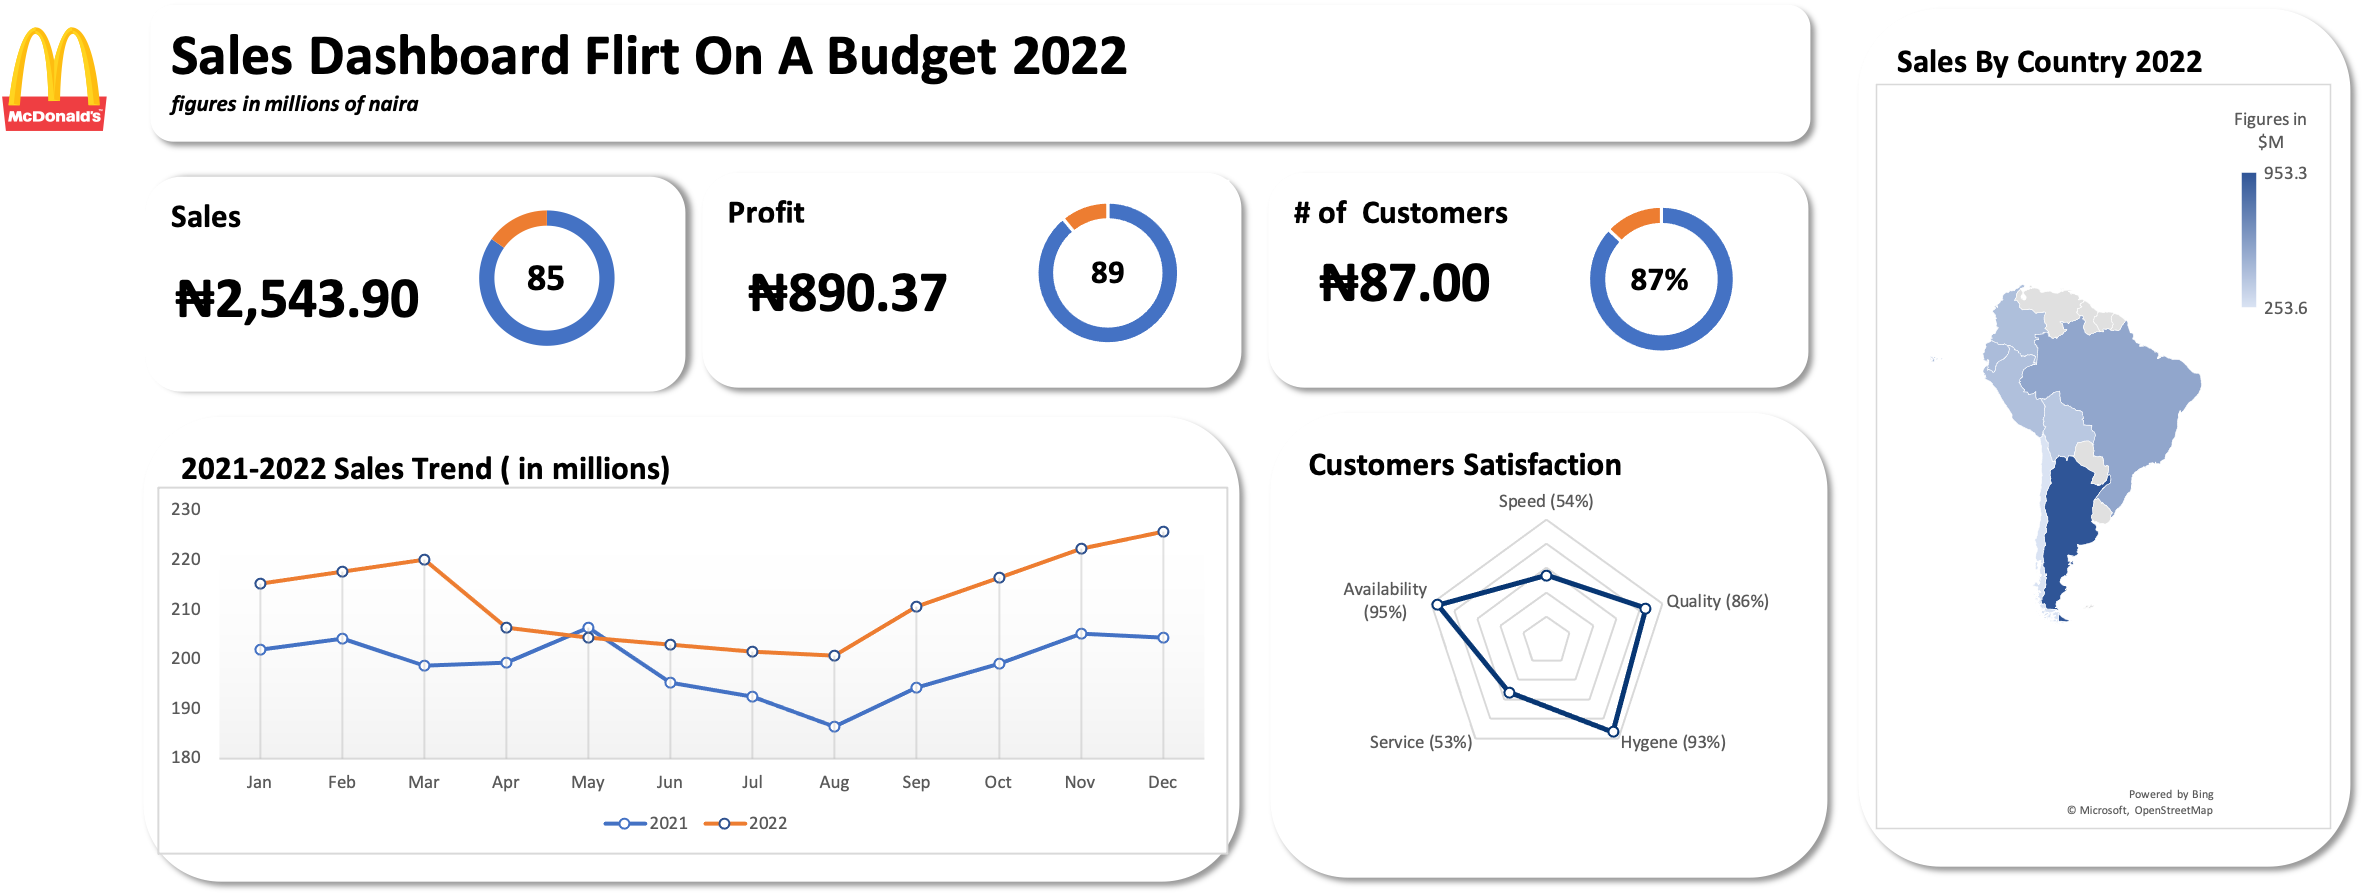 McDonald's
Sales Dashboard Flirt On A Budget 2022
figures in millions of naira
Sales
₦2,543.90
85
Profit
₦890.37
89
# of  Customers
₦87.00
87%
2021-2022 Sales Trend ( in millions)
230
220
210
200
190
180
Jan Feb Mar Apr May Jun Jul Aug Sep Oct Nov Dec
2021 2022
Customers Satisfaction
Speed (54%)
Quality (86%)
Hygene (93%)
Service (53%)
Availability
(95%)
Sales By Country 2022
Figures in
$M
953.3
253.6
Powered by Bing
© Microsoft, OpenStreetMap